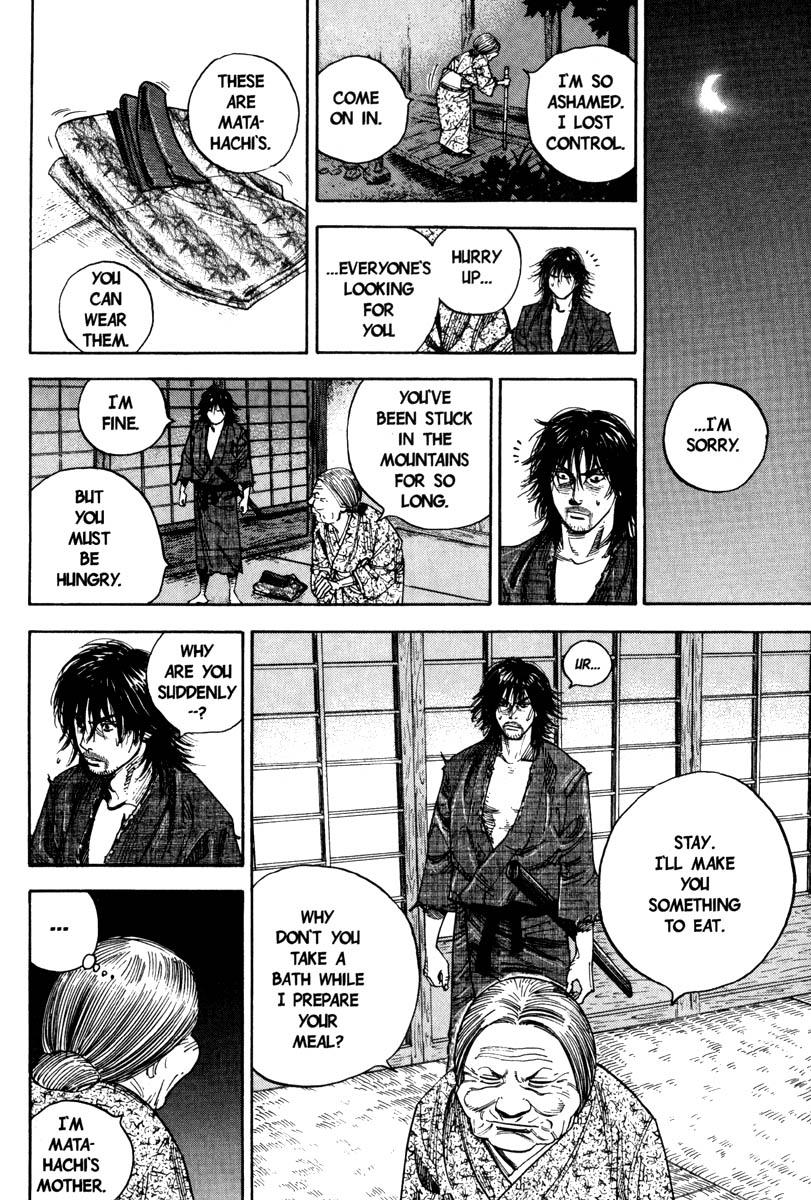 ...I'M
SORRY.
I'M SO
ASHAMED.
I LOST
CONTROL.
COME
ON IN.
HURRY
UP...
...EVERYONE'S
LOOKING
FOR
YOU.
THESE
ARE
MATA-
HACHI'S.
YOU
CAN
WEAR
THEM.
YOU'VE
BEEN STUCK
IN THE
MOUNTAINS
FOR SO
LONG.
I'M
FINE.
BUT
YOU
MUST
BE
HUNGRY.
UR...
STAY.
I'LL MAKE
YOU
SOMETHING
TO EAT.
WHY
DON'T YOU
TAKE A
BATH WHILE
I PREPARE
YOUR
MEAL?
WHY
ARE YOU
SUDDENLY
--?
...
I'M
MATA-
HACHI'S
MOTHER.